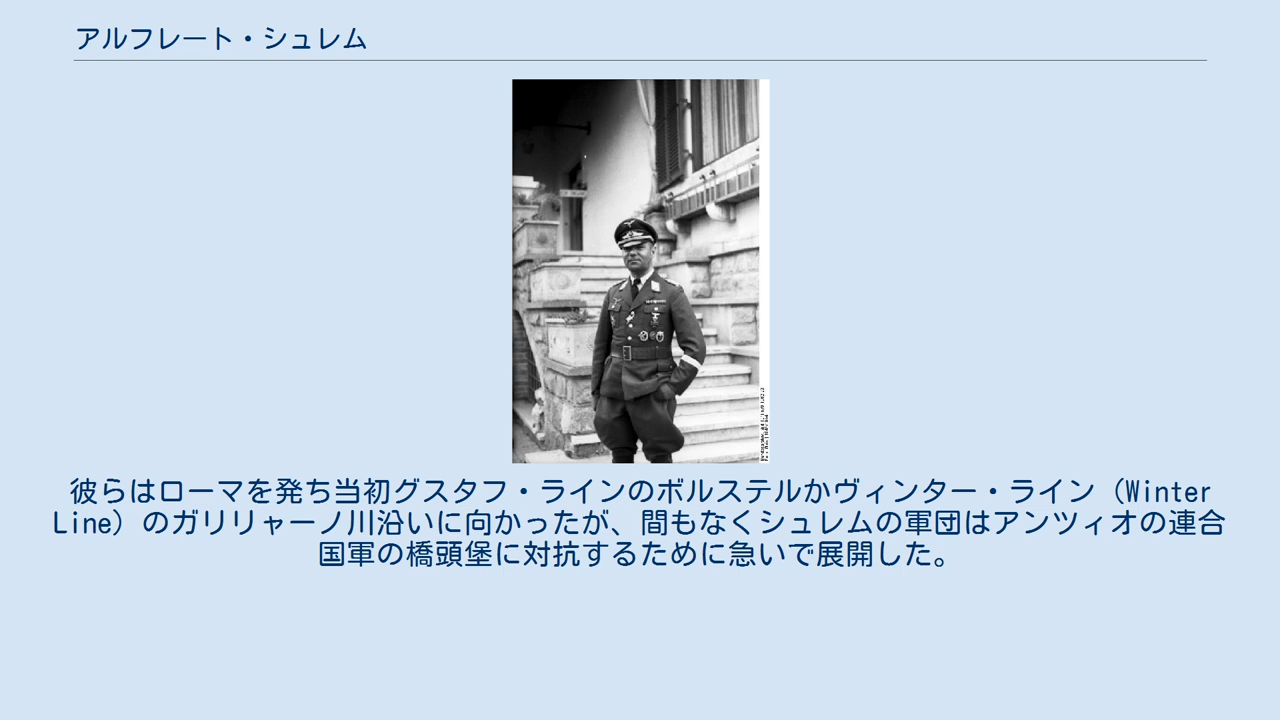 アルフレート・シュレム
彼らはローマを発ち当初グスタフ・ラインのボルステルかヴィンター・ライン（Winter
Line）のガリリャーノ川沿いに向かったが、間もなくシュレムの軍団はアンツィオの連合
国軍の橋頭堡に対抗するために急いで展開した。